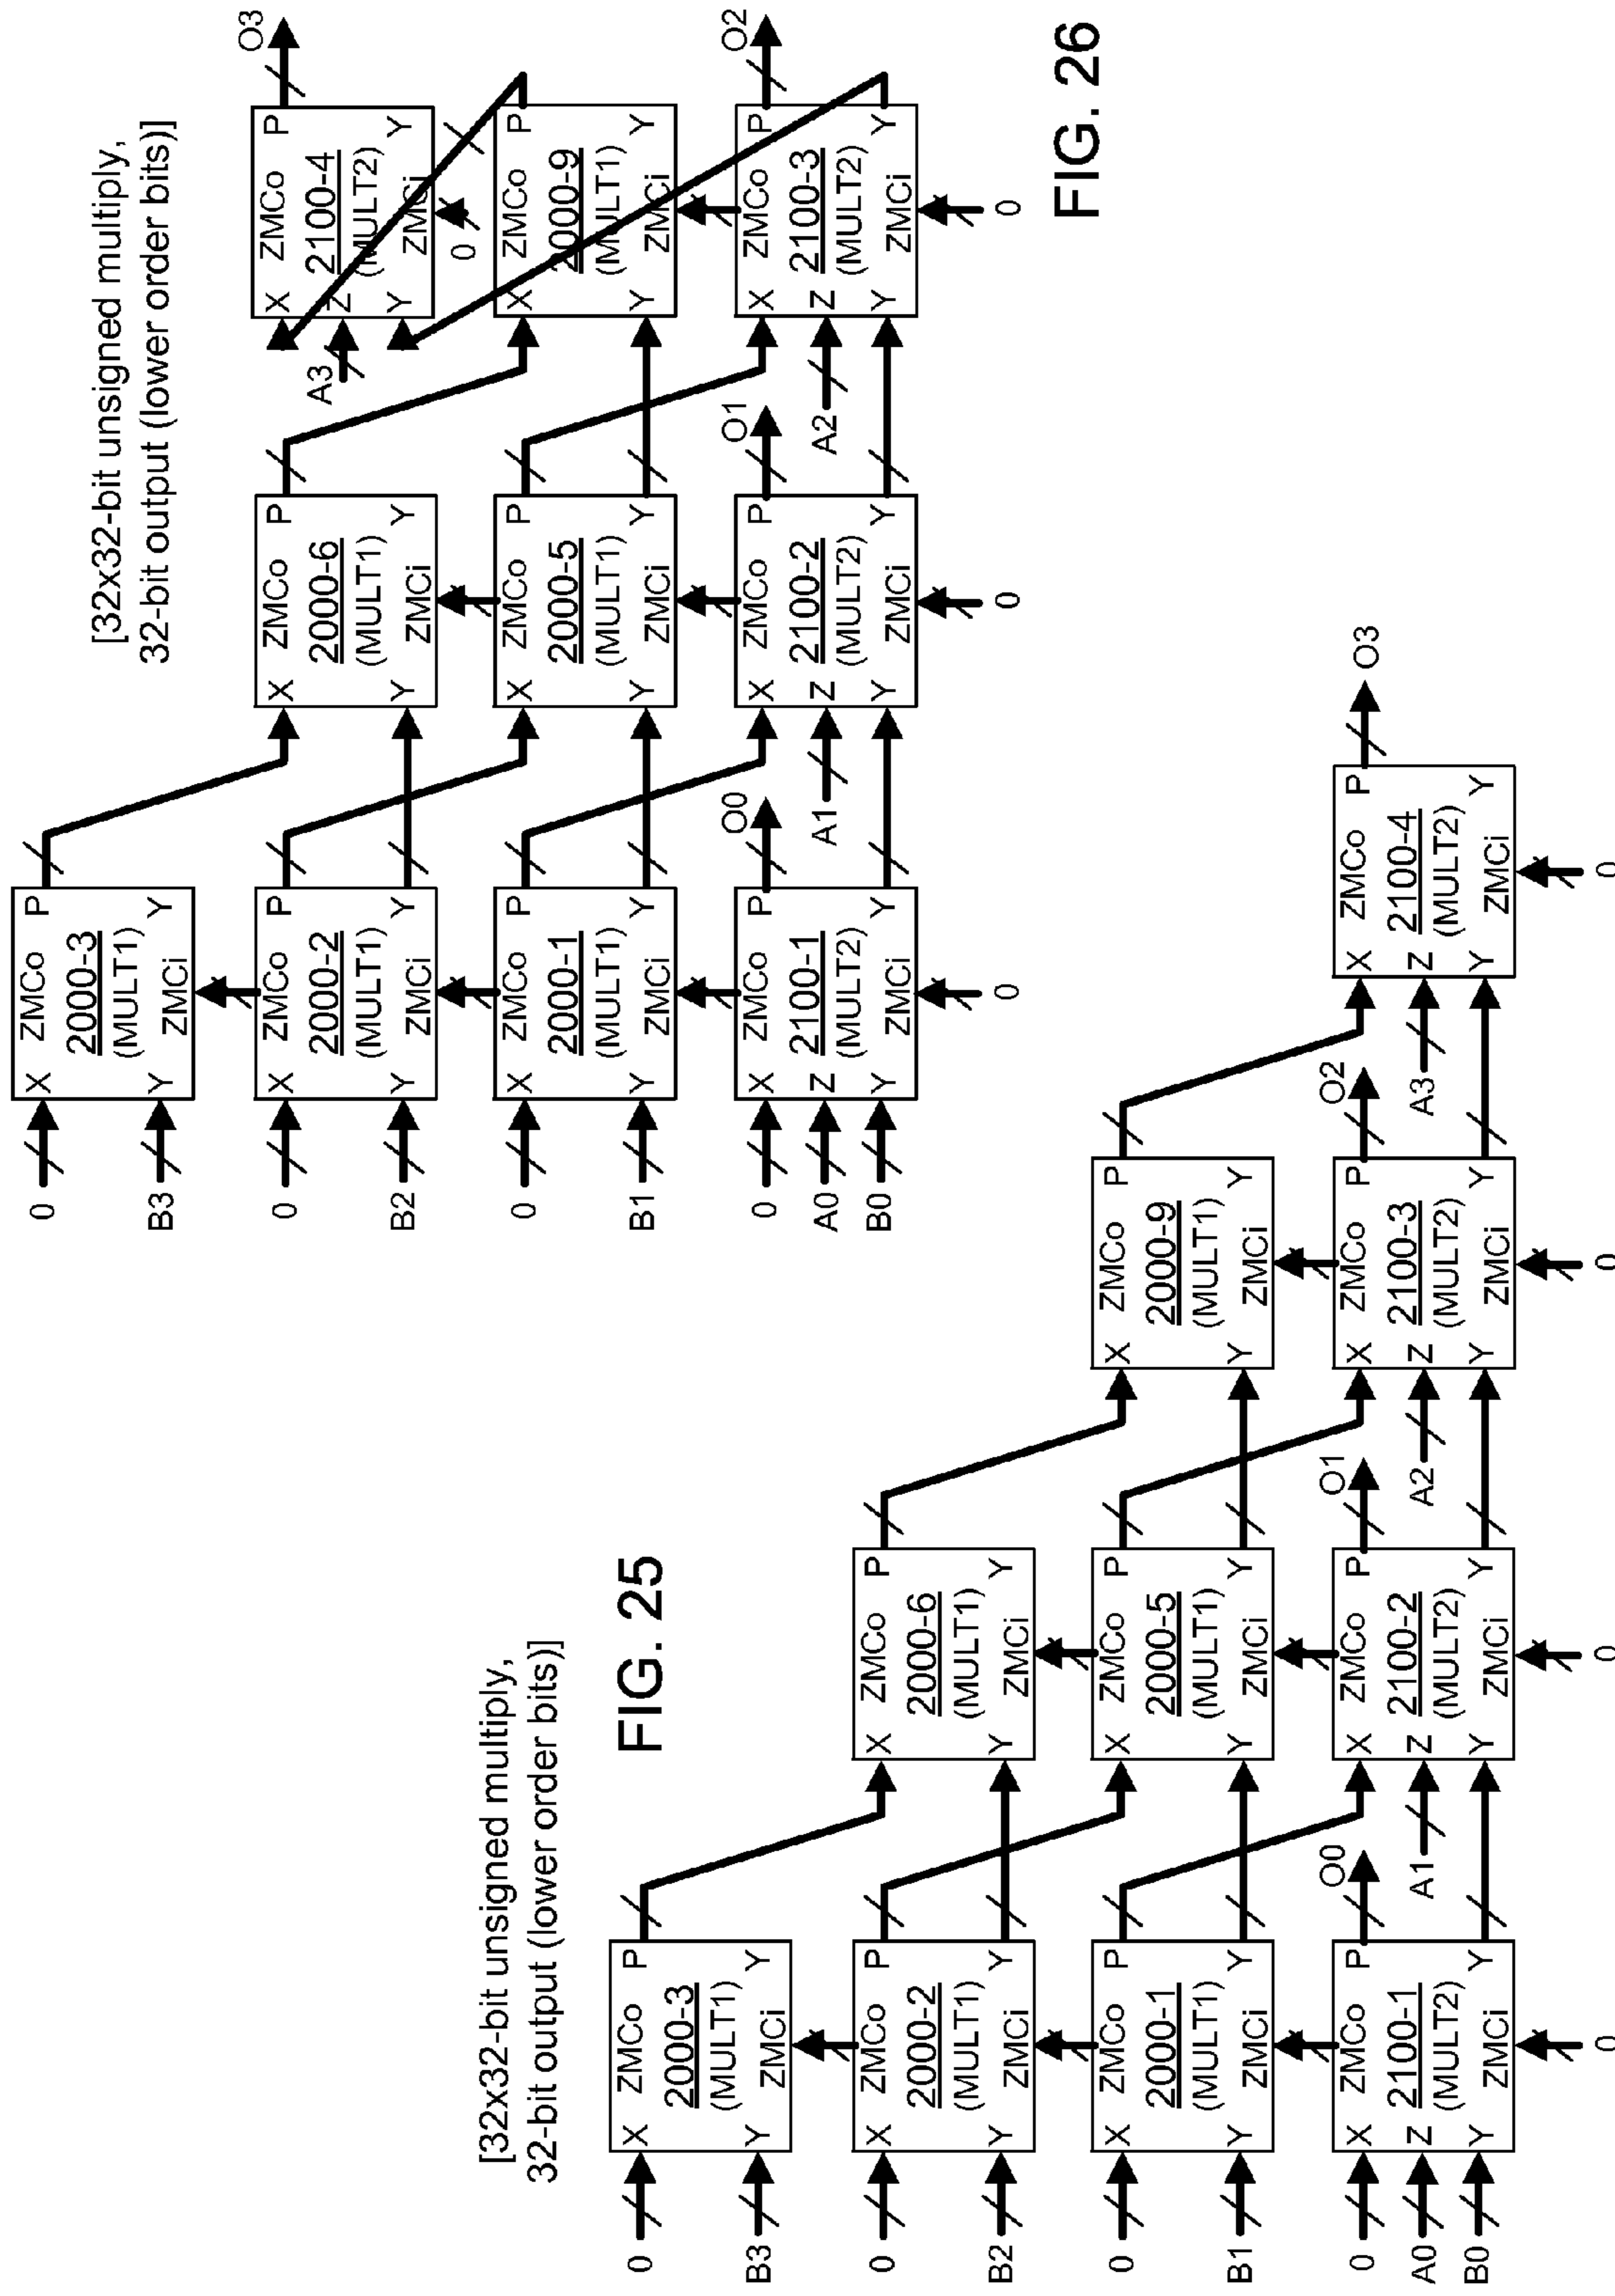 [32x32-bit unsigned multiply,
32-bit output (lower order bits)]
FIG. 25
0
X ZMCo P
2000-3
(MULT1)
B3
Y ZMCi Y
0
X ZMCo P
2000-2
(MULT1)
B2
Y ZMCi Y
X ZMCo P
2000-6
(MULT1)
Y ZMCi Y
0
X ZMCo P
2000-1
(MULT1)
B1
Y ZMCi Y
X ZMCo P
2000-5
(MULT1)
Y ZMCi Y
X ZMCo P
2000-9
(MULT1)
Y ZMCi Y
0
A0
B0
X ZMCo P
Z 2100-1
(MULT2)
Y ZMCi Y
0
O0
A1
X ZMCo P
Z 2100-2
(MULT2)
Y ZMCi Y
0
O1
A2
X ZMCo P
Z 2100-3
(MULT2)
Y ZMCi Y
0
O2
A3
X ZMCo P
Z 2100-4
(MULT2)
Y ZMCi Y
0
O3
[32x32-bit unsigned multiply,
32-bit output (lower order bits)]
FIG. 26
0
X ZMCo P
2000-3
(MULT1)
B3
Y ZMCi Y
0
X ZMCo P
2000-2
(MULT1)
B2
Y ZMCi Y
X ZMCo P
2000-6
(MULT1)
Y ZMCi Y
A3
X ZMCo P
Z 2100-4
(MULT2)
Y ZMCi Y
0
O3
0
X ZMCo P
2000-1
(MULT1)
B1
Y ZMCi Y
X ZMCo P
2000-5
(MULT1)
Y ZMCi Y
X ZMCo P
2000-9
(MULT1)
Y ZMCi Y
0
A0
B0
X ZMCo P
Z 2100-1
(MULT2)
Y ZMCi Y
0
O0
A1
X ZMCo P
Z 2100-2
(MULT2)
Y ZMCi Y
0
O1
A2
X ZMCo P
Z 2100-3
(MULT2)
Y ZMCi Y
0
O2